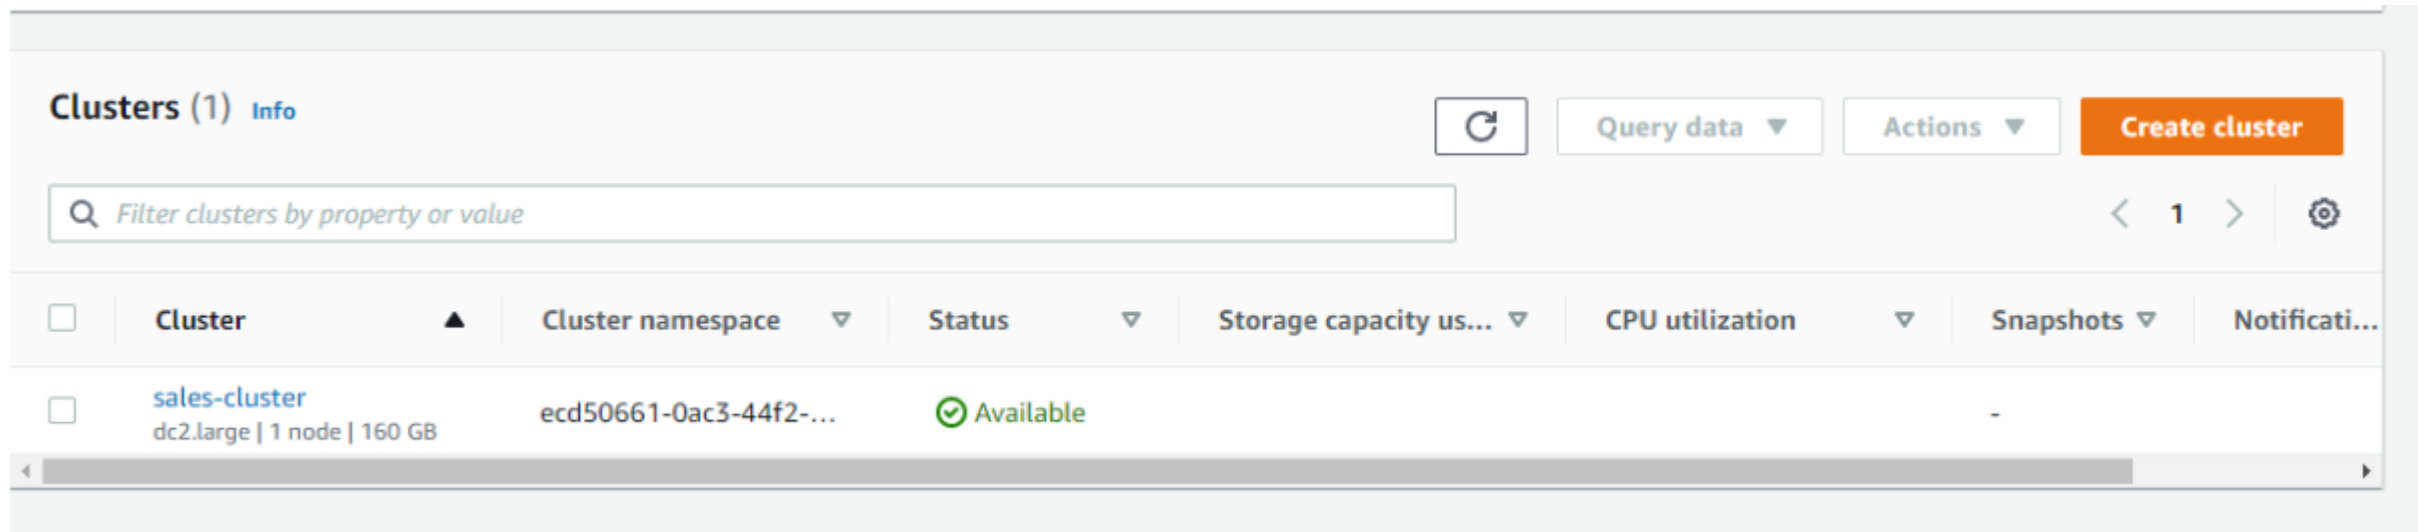 Clusters (1) Info
Query data
Actions
Create cluster
Filter clusters by property or value
1
Cluster
Cluster namespace
Status
Storage capacity us...
CPU utilization
Snapshots
Notificati...
sales-cluster
dc2.large | 1 node | 160 GB
ecd50661-0ac3-44f2-...
Available
-